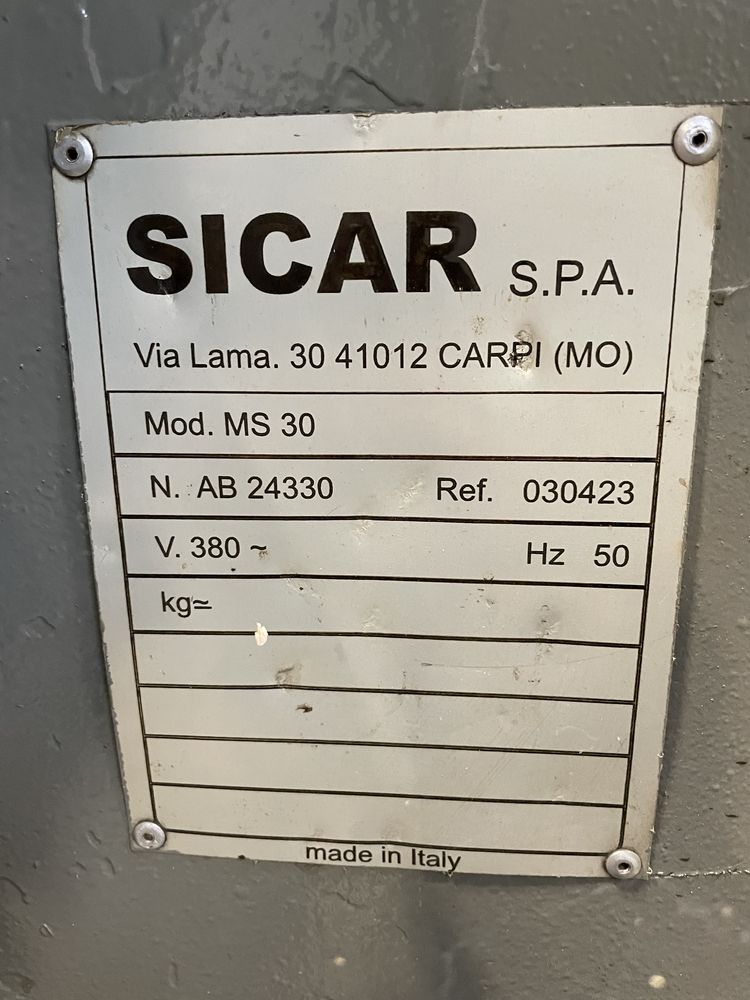 SICAR S.P.A.
Via Lama. 30 41012 CARPI (MO)
Mod. MS 30
N. AB 24330 Ref. 030423
V. 380 ~ Hz 50
kg≃
made in Italy